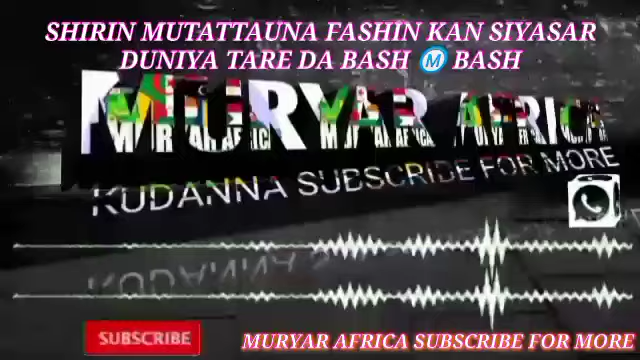 SHIRIN MUTATTAUNA FASHIN KAN SIYASAR
DUNIYA TARE DA BASH M BASH
MURYAR AFRICA
KUDANNA SUBSCRIBE FOR MORE
SUBSCRIBE
MURYAR AFRICA SUBSCRIBE FOR MORE